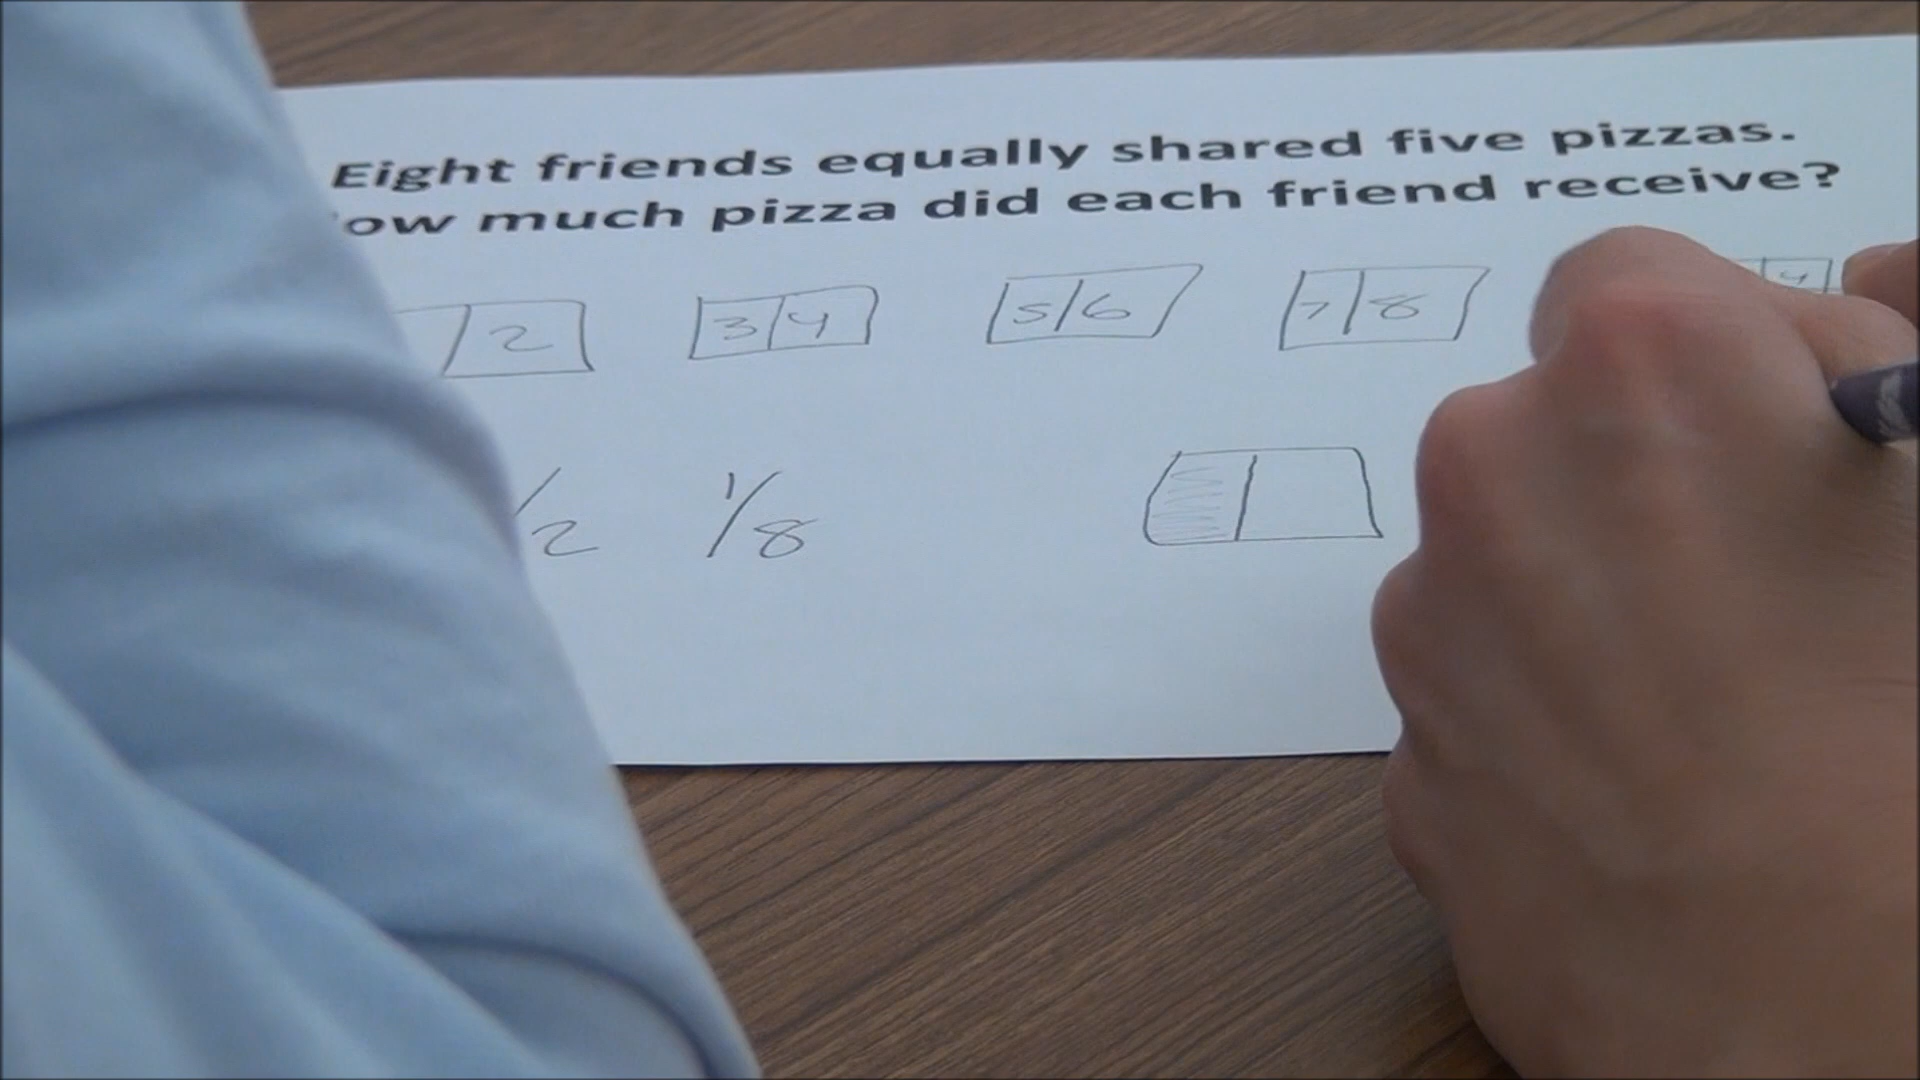 Eight friends equally shared five pizzas.
ow much pizza did each friend receive?
2 3 4 5 6 7 8 4
/2 1/8